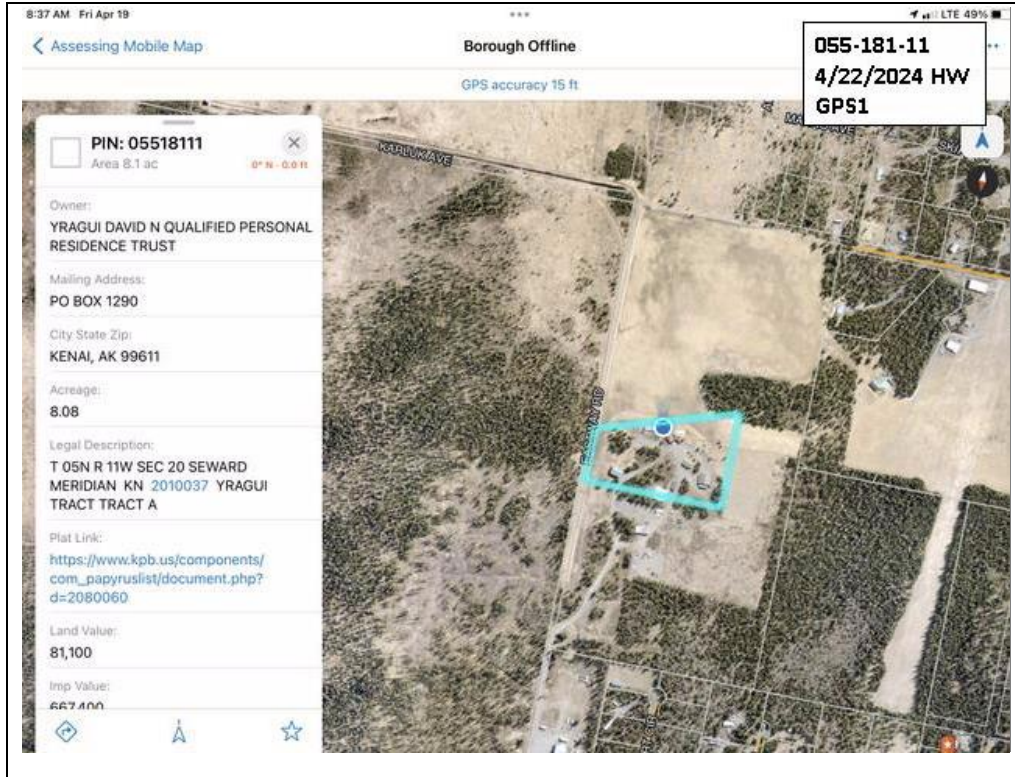 8:37 AM Fri Apr 19
LTE 49%
Assessing Mobile Map
Borough Offline
055-181-11
4/22/2024 HW
GPS1
GPS accuracy 15 ft
PIN: 05518111
Area 8.1 ac
0° N - 0.0 ft
Owner:
YRAGUI DAVID N QUALIFIED PERSONAL
RESIDENCE TRUST
Mailing Address:
PO BOX 1290
City State Zip:
KENAI, AK 99611
Acreage:
8.08
Legal Description:
T 05N R 11W SEC 20 SEWARD
MERIDIAN KN 2010037 YRAGUI
TRACT TRACT A
Plat Link:
https://www.kpb.us/components/
com_papyruslist/document.php?
d=2080060
Land Value:
81,100
Imp Value:
667,400
KARLUK AVE
AVE
SKI
RD